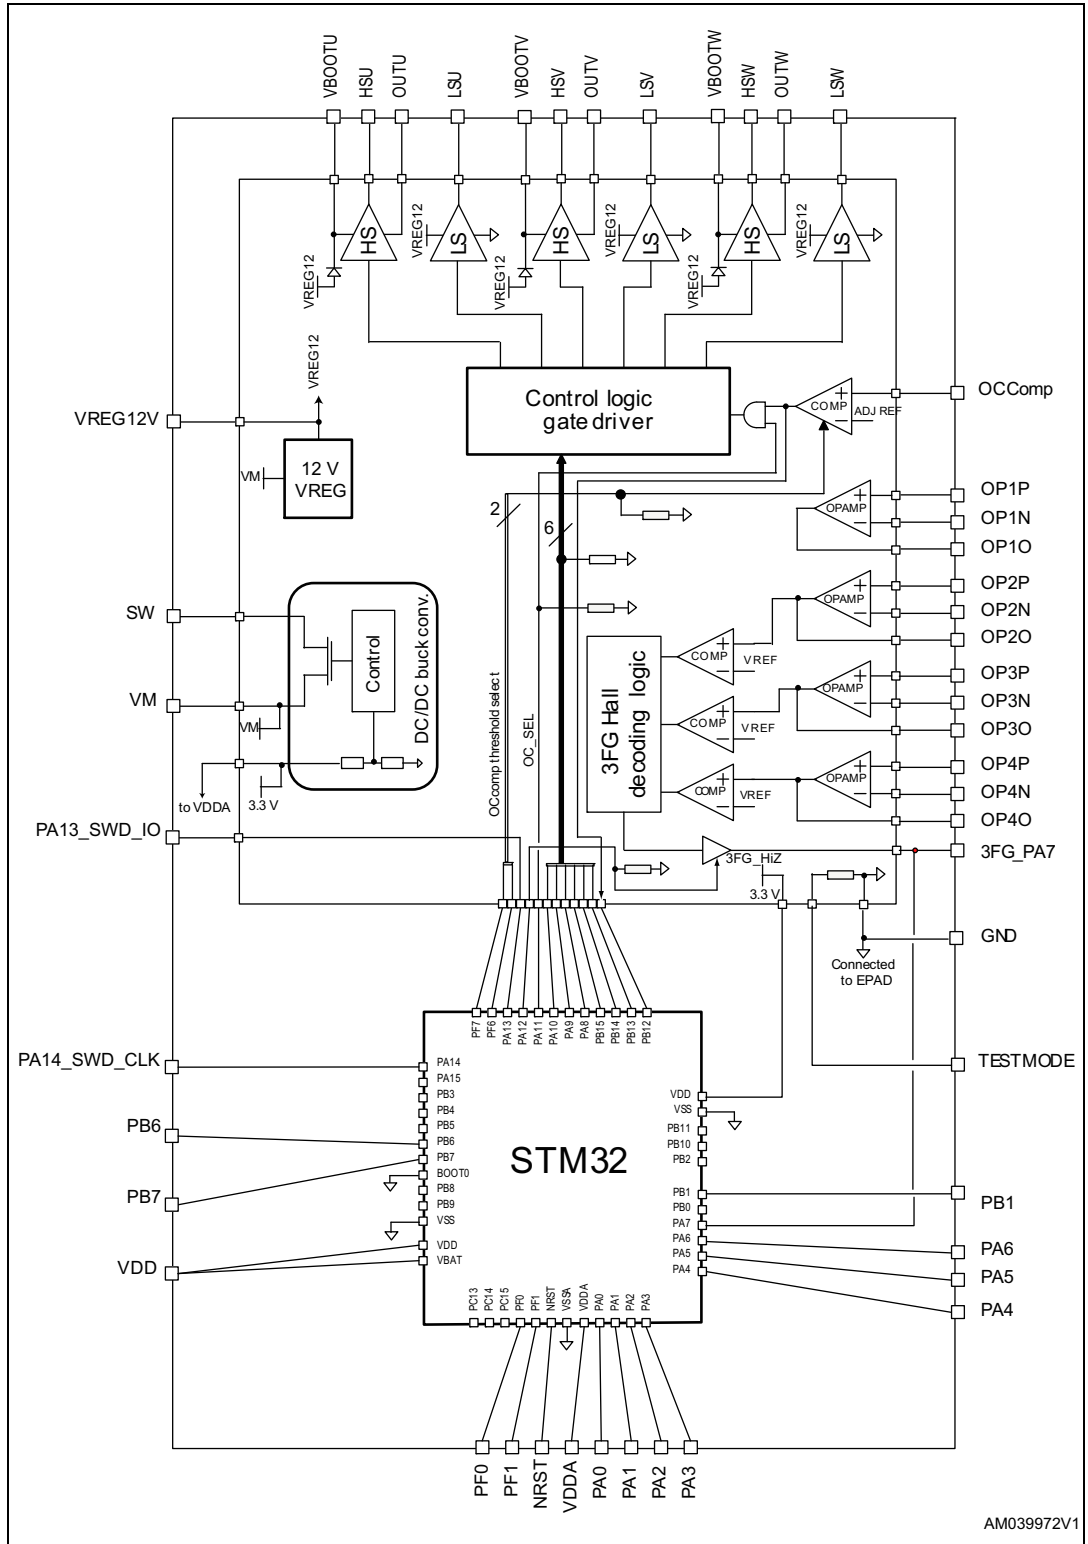 VBOOTU
HSU
OUTU
LSU
VBOOTV
HSV
OUTV
LSV
VBOOTW
HSW
OUTW
LSW
VREG12
HS
VREG12
VREG12
LS
VREG12
HS
VREG12
VREG12
LS
VREG12
HS
VREG12
VREG12
LS
VREG12
VREG12V
12 V
VREG
VM
Control logic
gate driver
COMP
+
−
ADJ REF
OCComp
OP1P
OP1N
OP1O
+
−
OPAMP
2
6
OP2P
OP2N
OP2O
+
−
OPAMP
COMP
+
−
VREF
OP3P
OP3N
OP3O
+
−
OPAMP
COMP
+
−
VREF
OP4P
OP4N
OP4O
+
−
OPAMP
COMP
+
−
VREF
3FG Hall
decoding logic
SW
VM
VM
Control
DC/DC buck conv.
to VDDA
3.3 V
OCcomp threshold select
OC_SEL
PA13_SWD_IO
3FG_HiZ
3.3 V
3FG_PA7
GND
Connected
to EPAD
TESTMODE
PF7
PF6
PA13
PA12
PA11
PA10
PA9
PA8
PB15
PB14
PB13
PB12
PA14_SWD_CLK
PB6
PB7
VDD
PA14
PA15
PB3
PB4
PB5
PB6
PB7
BOOT0
PB8
PB9
VSS
VDD
VBAT
STM32
VDD
VSS
PB11
PB10
PB2
PB1
PB0
PA7
PA6
PA5
PA4
PB1
PA6
PA5
PA4
PC13
PC14
PC15
PF0
PF1
NRST
VSSA
VDDA
PA0
PA1
PA2
PA3
PF0
PF1
NRST
VDDA
PA0
PA1
PA2
PA3
AM039972V1